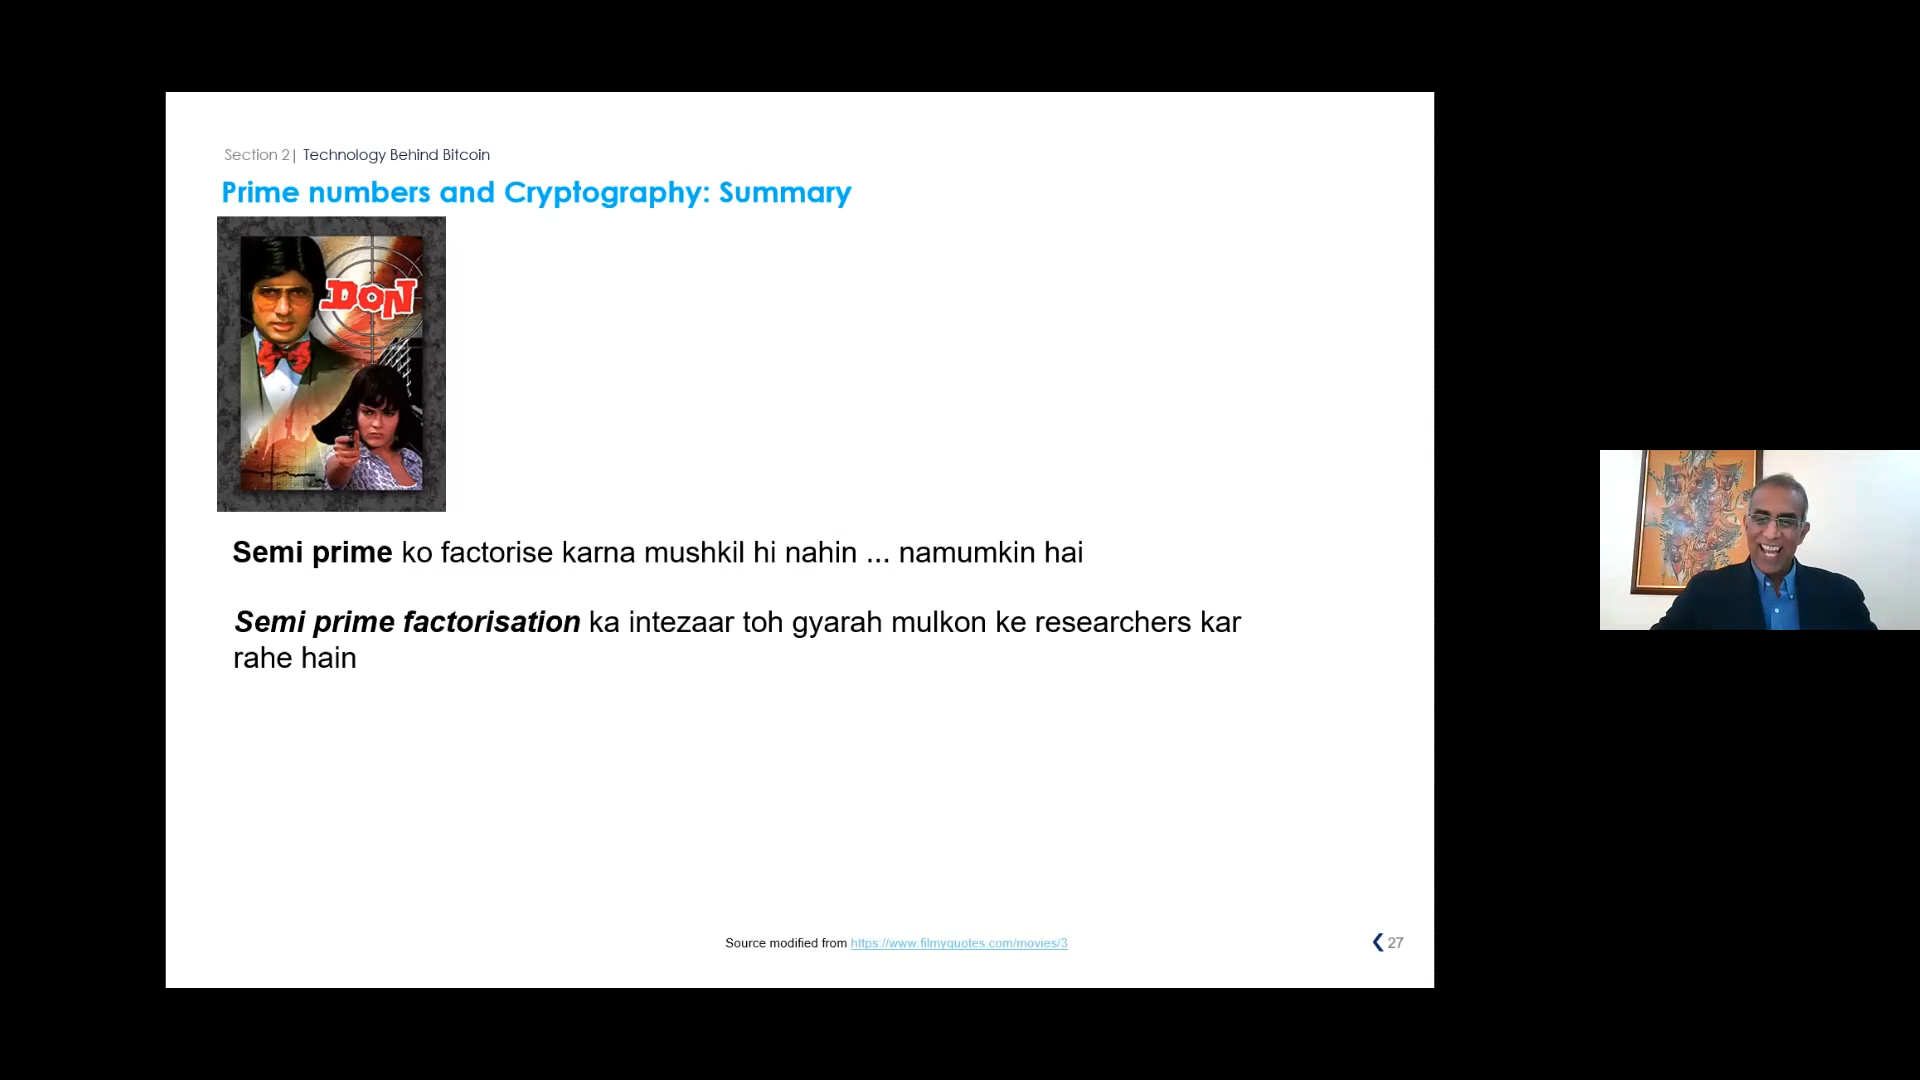 Section 2| Technology Behind Bitcoin
Prime numbers and Cryptography: Summary
DON
Semi prime ko factorise karna mushkil hi nahin ... namumkin hai
Semi prime factorisation ka intezaar toh gyarah mulkon ke researchers kar
rahe hain
Source modified from https://www.filmyquotes.com/movies/3
27